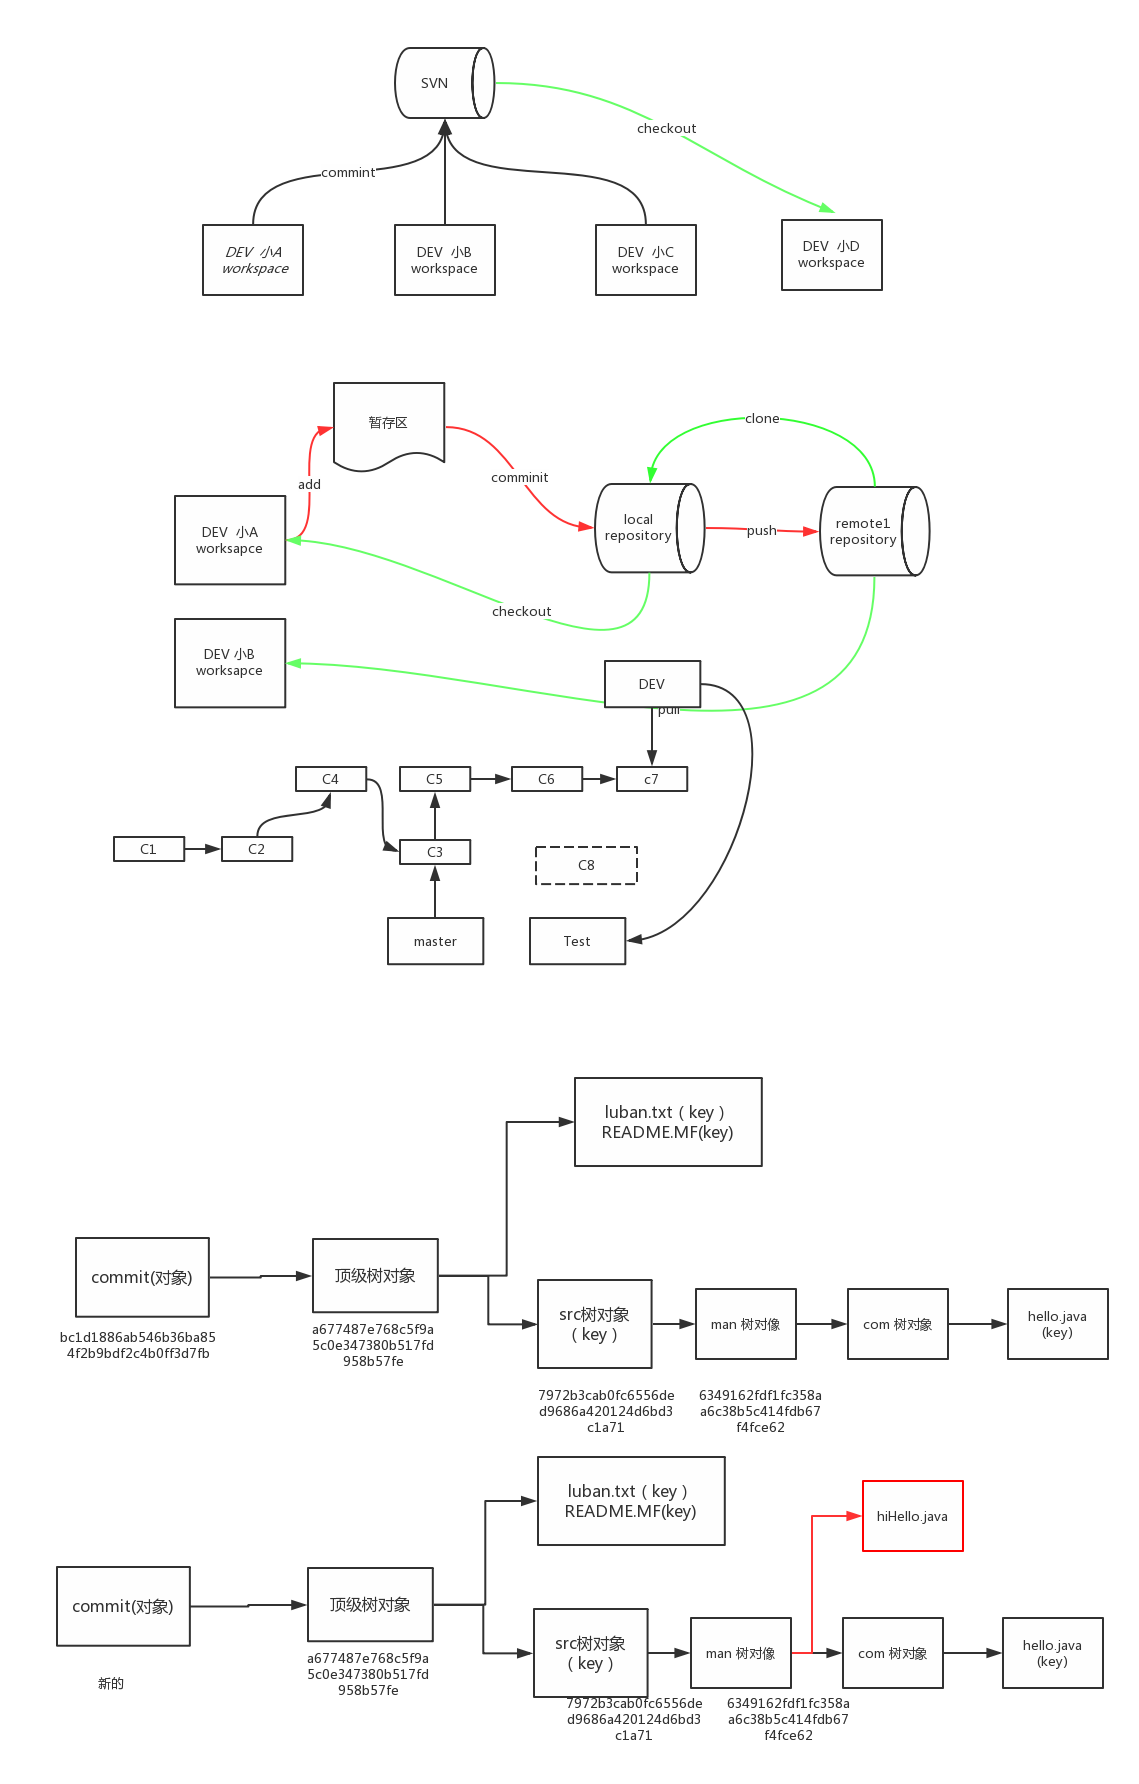 SVN
checkout
commint
DEV 小A
workspace
DEV 小B
workspace
DEV 小C
workspace
DEV 小D
workspace
暂存区
clone
add
comminit
local
repository
push
remote1
repository
DEV 小A
worksapce
checkout
DEV 小B
worksapce
DEV
pull
C4
C5
C6
c7
C1
C2
C3
C8
master
Test
luban.txt（key）
README.MF(key)
commit(对象)
顶级树对象
bc1d1886ab546b36ba85
4f2b9bdf2c4b0ff3d7fb
a677487e768c5f9a
5c0e347380b517fd
958b57fe
src树对象
（key）
man 树对像
com 树对象
hello.java
(key)
7972b3cab0fc6556de
d9686a420124d6bd3
c1a71
6349162fdf1fc358a
a6c38b5c414fdb67
f4fce62
luban.txt（key）
README.MF(key)
hiHello.java
commit(对象)
顶级树对象
新的
a677487e768c5f9a
5c0e347380b517fd
958b57fe
src树对象
（key）
man 树对像
com 树对象
hello.java
(key)
7972b3cab0fc6556de
d9686a420124d6bd3
c1a71
6349162fdf1fc358a
a6c38b5c414fdb67
f4fce62